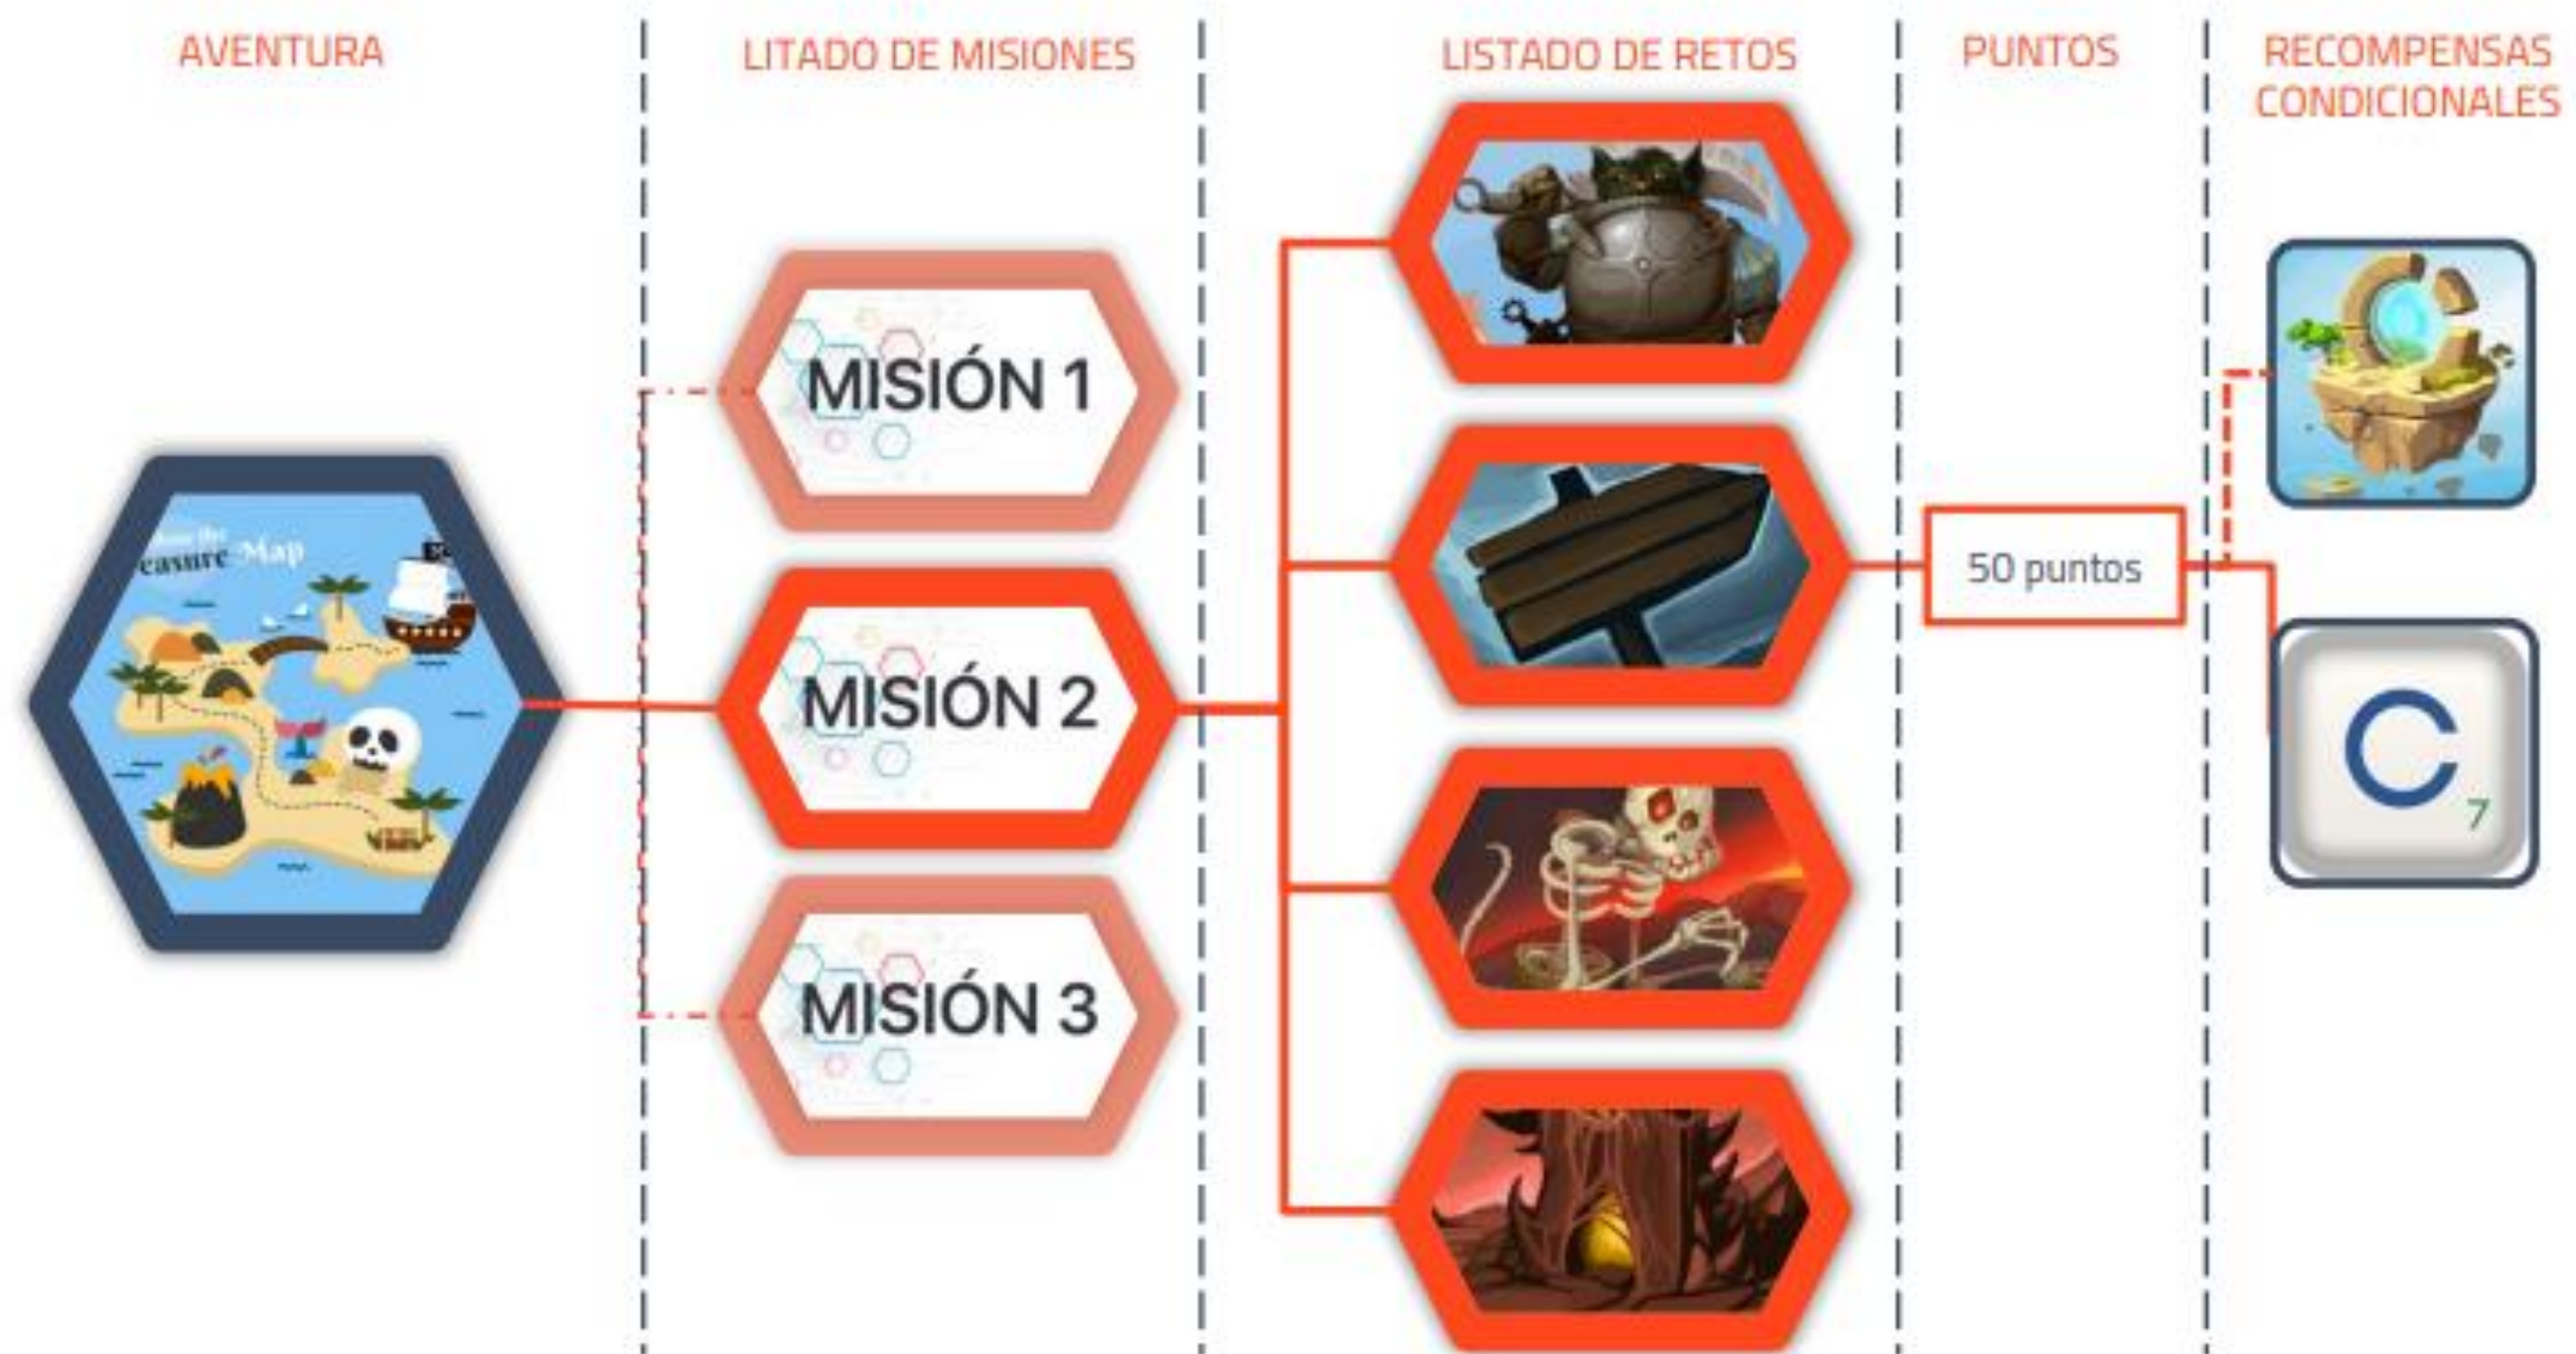 AVENTURA
LITADO DE MISIONES
LISTADO DE RETOS
PUNTOS
RECOMPENSAS
CONDICIONALES
Map
MISIÓN 1
MISIÓN 2
MISIÓN 3
50 puntos
C
7